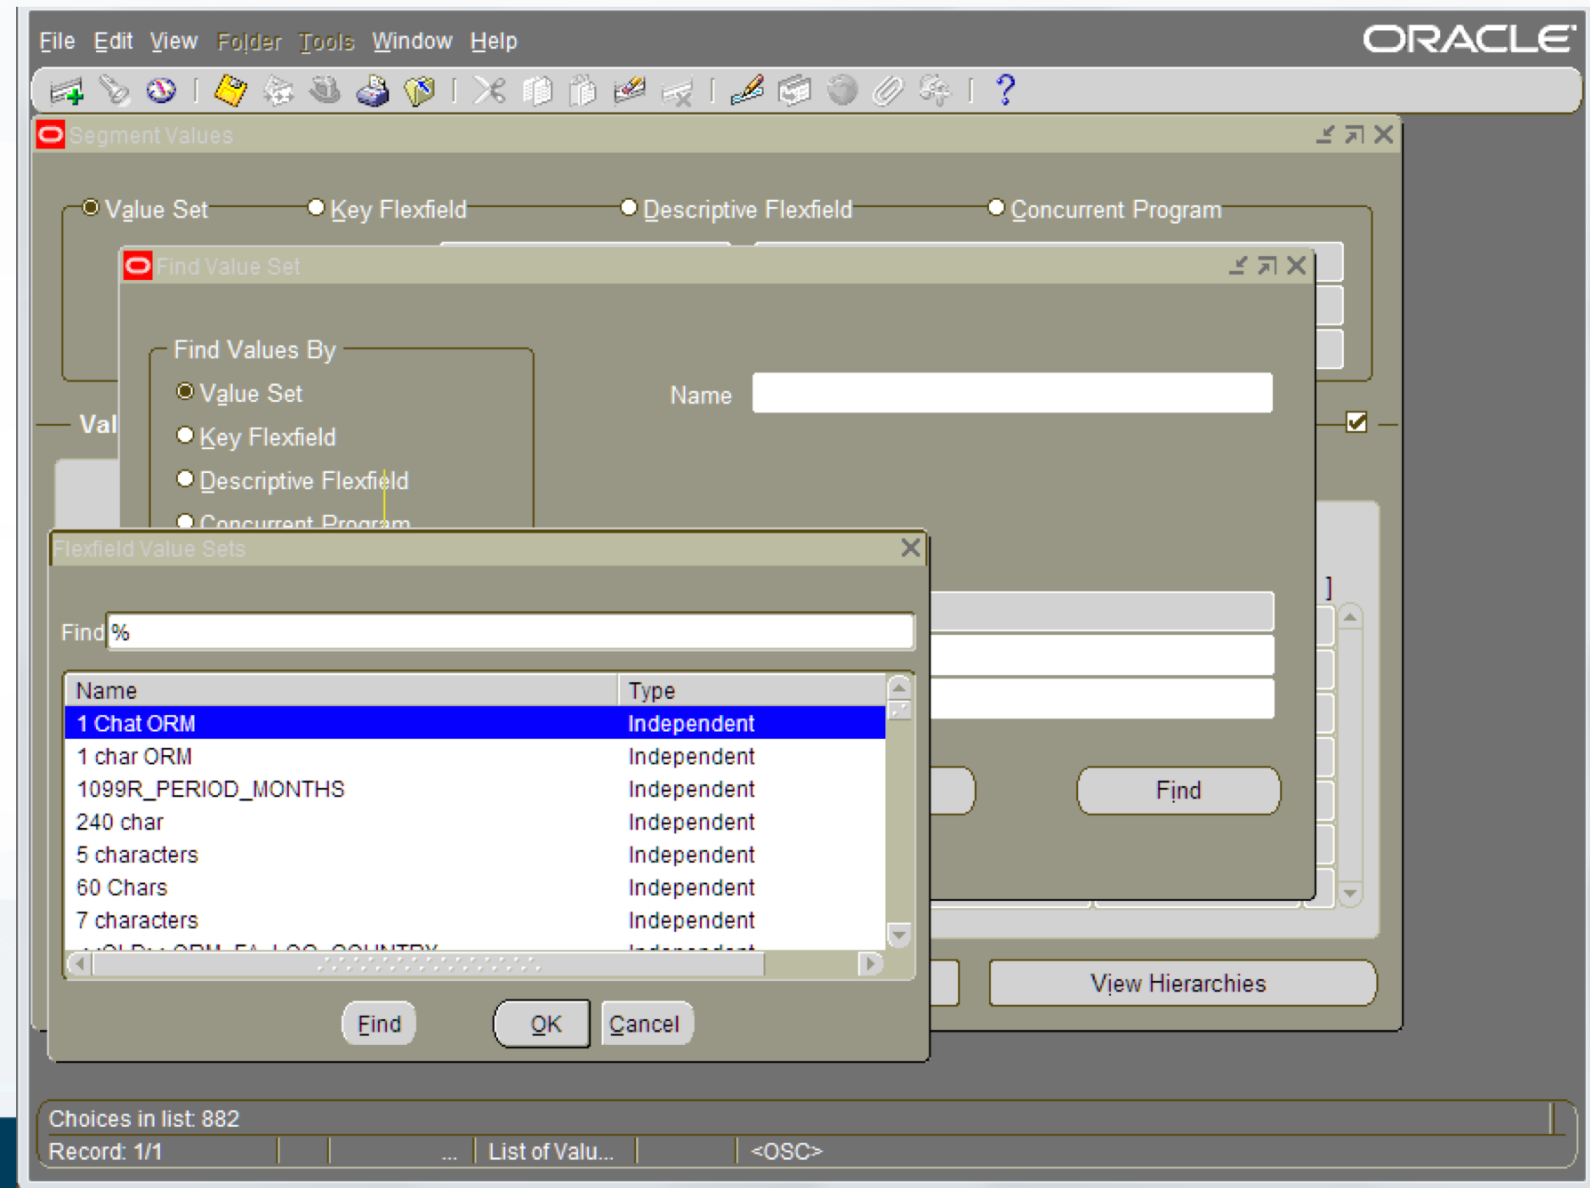 File Edit View Folder Tools Window Help
ORACLE
Segment Values
Value Set Key Flexfield Descriptive Flexfield Concurrent Program
Find Value Set
Find Values By
Value Set
Name
Key Flexfield
Descriptive Flexfield
Concurrent Program
Val
Flexfield Value Sets
]
Find %
Name Type
1 Chat ORM Independent
1 char ORM Independent
1099R_PERIOD_MONTHS Independent
240 char Independent
5 characters Independent
60 Chars Independent
7 characters Independent
Find
View Hierarchies
Find OK Cancel
Choices in list: 882
Record: 1/1 ... List of Valu... <OSC>